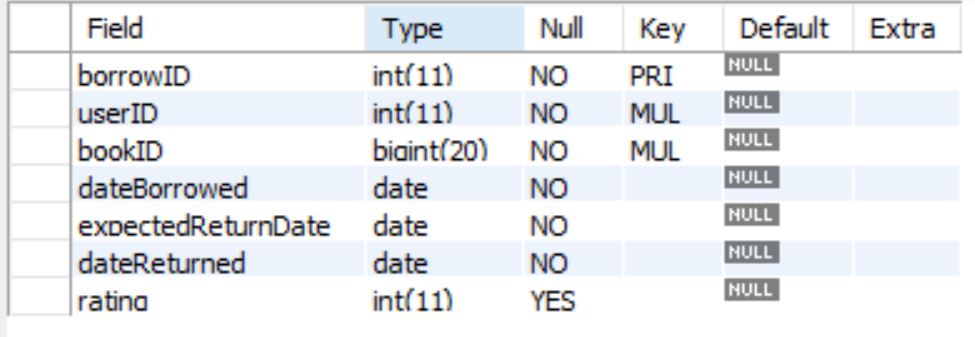 Field Type Null Key Default Extra
borrowID int(11) NO PRI NULL
userID int(11) NO MUL NULL
bookID bigint(20) NO MUL NULL
dateBorrowed date NO NULL
expectedReturnDate date NO NULL
dateReturned date NO NULL
rating int(11) YES NULL